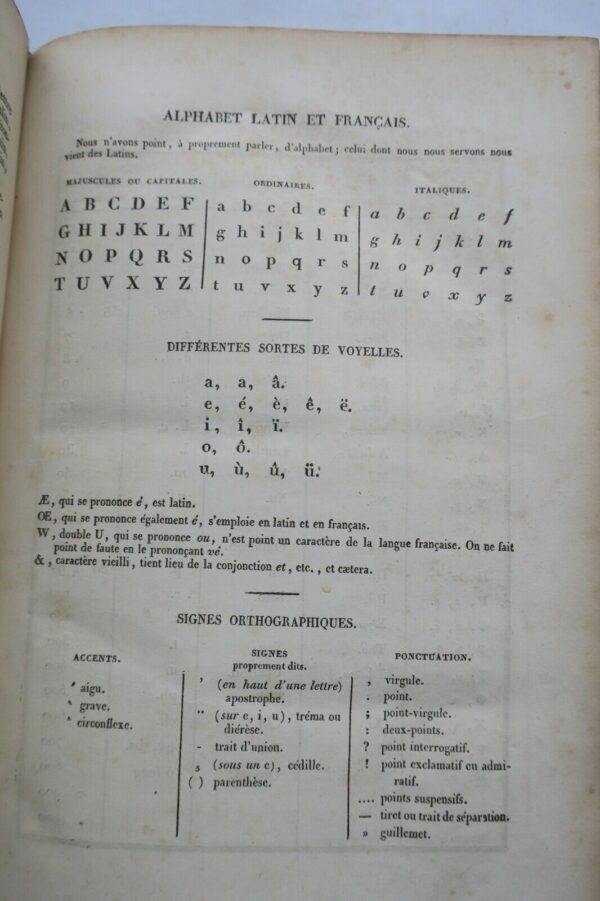 ALPHABET LATIN ET FRANÇAIS.
Nous n'avons point, à proprement parler, d'alphabet; celui dont nous nous servons nous
vient des Latins.
MAJUSCULES OU CAPITALES.
A B C D E F
G H I J K L M
N O P Q R S
T U V X Y Z
ORDINAIRES.
a b c d e f
g h i j k l m
n o p q r s
t u v x y z
ITALIQUES.
a b c d e f
g h i j k l m
n o p q r s
t u v x y z
DIFFÉRENTES SORTES DE VOYELLES.
a, a, â.
e, é, è, ê, ë.
i, î, ï.
o, ô.
u, ù, û, ü.
Æ, qui se prononce é, est latin.
OE, qui se prononce également é, s'emploie en latin et en français.
W, double U, qui se prononce ou, n'est point un caractère de la langue française. On ne fait
point de faute en le prononçant vé.
&, caractère vieilli, tient lieu de la conjonction et, etc., et cætera.
SIGNES ORTHOGRAPHIQUES.
ACCENTS.
´ aigu.
` grave.
^ circonflexe.
SIGNES
proprement dits.
' (en haut d'une lettre)
apostrophe.
¨ (sur e, i, u), tréma ou
diérèse.
- trait d'union.
¸ (sous un c), cédille.
( ) parenthèse.
PONCTUATION.
, virgule.
. point.
; point-virgule.
: deux-points.
? point interrogatif.
! point exclamatif ou admi-
ratif.
.... points suspensifs.
— tiret ou trait de séparation.
» guillemet.